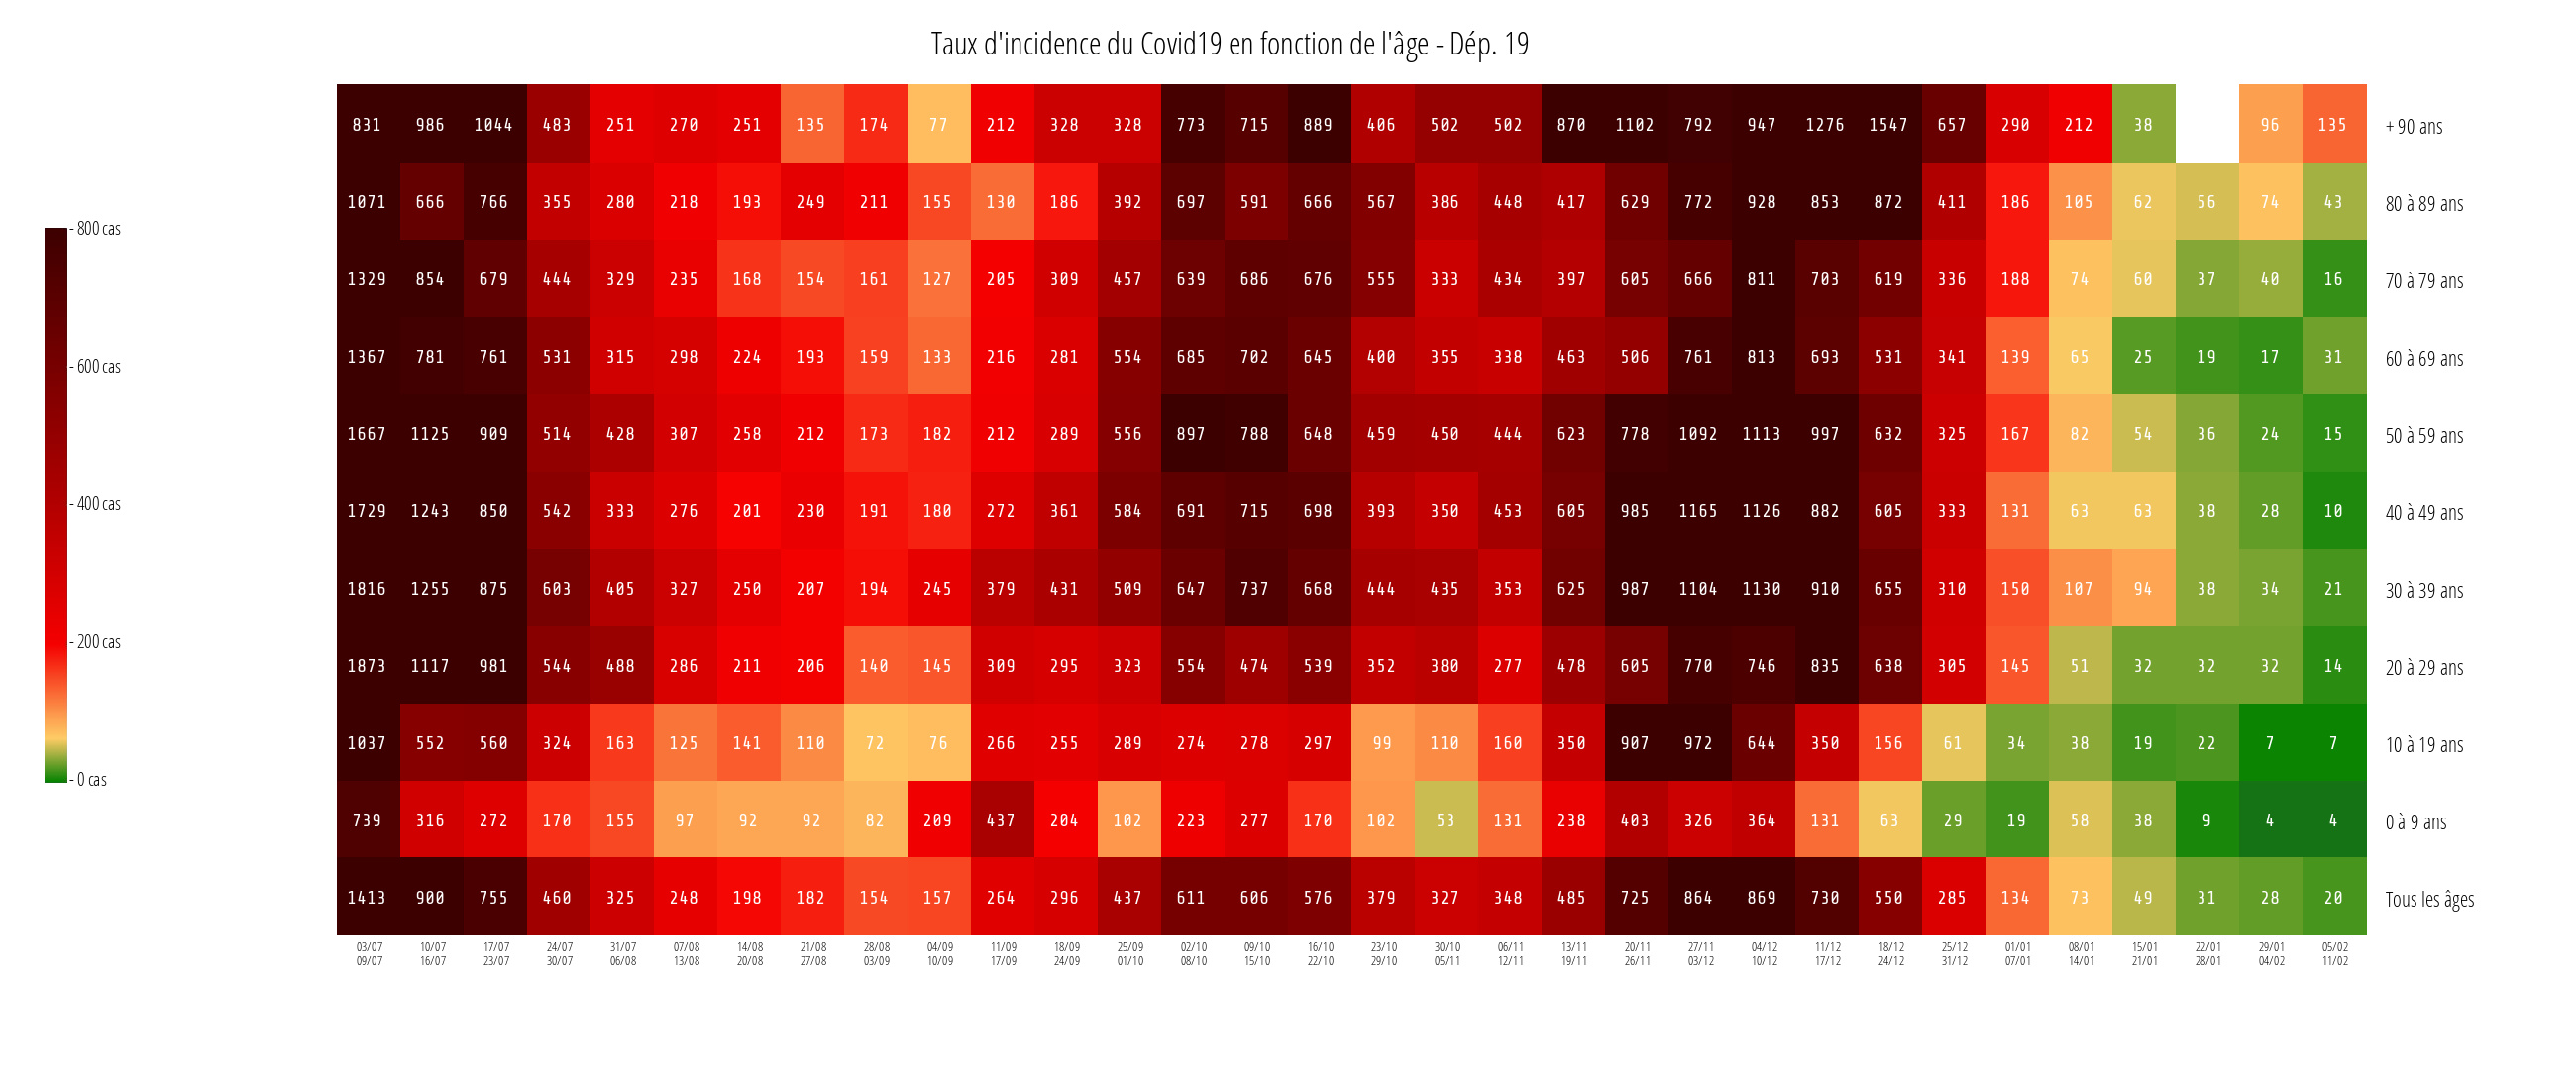 Taux d'incidence du Covid19 en fonction de l'âge - Dép. 19
831 986 1044 483 251 270 251 135 174 77 212 328 328 773 715 889 406 502 502 870 1102 792 947 1276 1547 657 290 212 38 96 135 + 90 ans
1071 666 766 355 280 218 193 249 211 155 130 186 392 697 591 666 567 386 448 417 629 772 928 853 872 411 186 105 62 56 74 43 80 à 89 ans
- 800 cas
1329 854 679 444 329 235 168 154 161 127 205 309 457 639 686 676 555 333 434 397 605 666 811 703 619 336 188 74 60 37 40 16 70 à 79 ans
1367 781 761 531 315 298 224 193 159 133 216 281 554 685 702 645 400 355 338 463 506 761 813 693 531 341 139 65 25 19 17 31 60 à 69 ans
- 600 cas
1667 1125 909 514 428 307 258 212 173 182 212 289 556 897 788 648 459 450 444 623 778 1092 1113 997 632 325 167 82 54 36 24 15 50 à 59 ans
- 400 cas
1729 1243 850 542 333 276 201 230 191 180 272 361 584 691 715 698 393 350 453 605 985 1165 1126 882 605 333 131 63 63 38 28 10 40 à 49 ans
1816 1255 875 603 405 327 250 207 194 245 379 431 509 647 737 668 444 435 353 625 987 1104 1130 910 655 310 150 107 94 38 34 21 30 à 39 ans
- 200 cas
1873 1117 981 544 488 286 211 206 140 145 309 295 323 554 474 539 352 380 277 478 605 770 746 835 638 305 145 51 32 32 32 14 20 à 29 ans
1037 552 560 324 163 125 141 110 72 76 266 255 289 274 278 297 99 110 160 350 907 972 644 350 156 61 34 38 19 22 7 7 10 à 19 ans
- 0 cas
739 316 272 170 155 97 92 92 82 209 437 204 102 223 277 170 102 53 131 238 403 326 364 131 63 29 19 58 38 9 4 4 0 à 9 ans
1413 900 755 460 325 248 198 182 154 157 264 296 437 611 606 576 379 327 348 485 725 864 869 730 550 285 134 73 49 31 28 20 Tous les âges
03/07 10/07 17/07 24/07 31/07 07/08 14/08 21/08 28/08 04/09 11/09 18/09 25/09 02/10 09/10 16/10 23/10 30/10 06/11 13/11 20/11 27/11 04/12 11/12 18/12 25/12 01/01 08/01 15/01 22/01 29/01 05/02
09/07 16/07 23/07 30/07 06/08 13/08 20/08 27/08 03/09 10/09 17/09 24/09 01/10 08/10 15/10 22/10 29/10 05/11 12/11 19/11 26/11 03/12 10/12 17/12 24/12 31/12 07/01 14/01 21/01 28/01 04/02 11/02